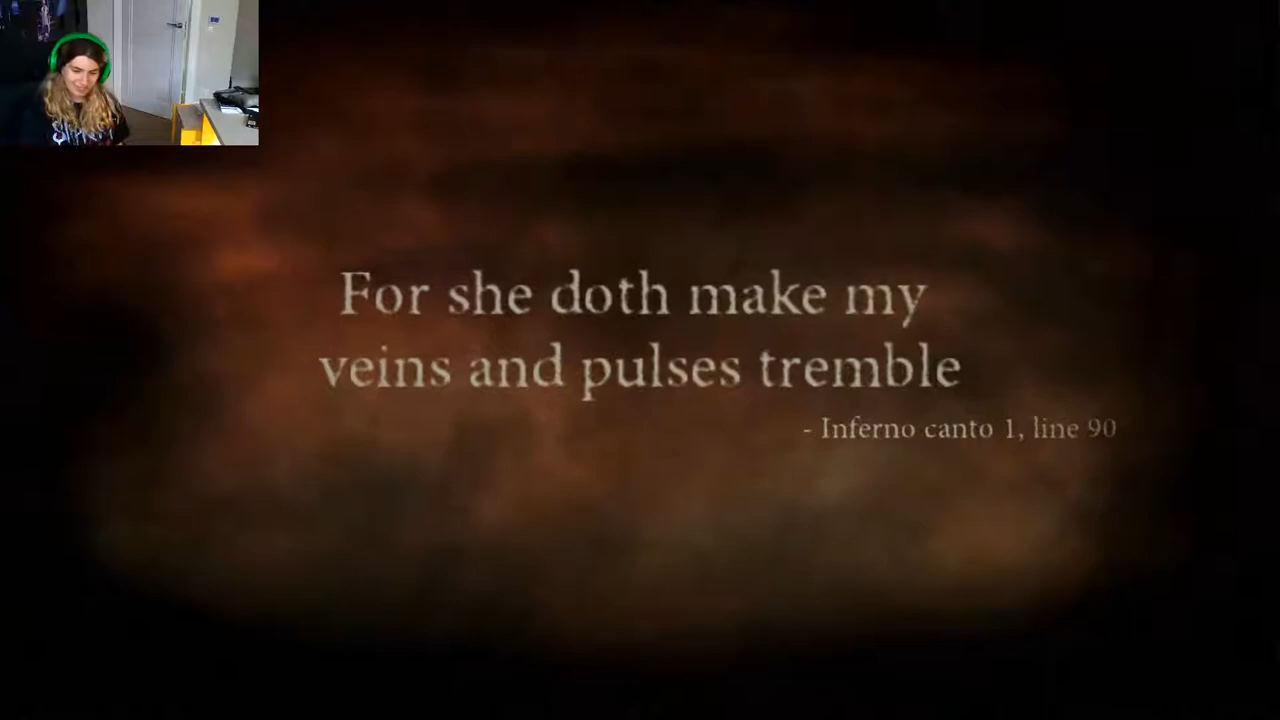 For she doth make my
veins and pulses tremble
- Inferno canto 1, line 90